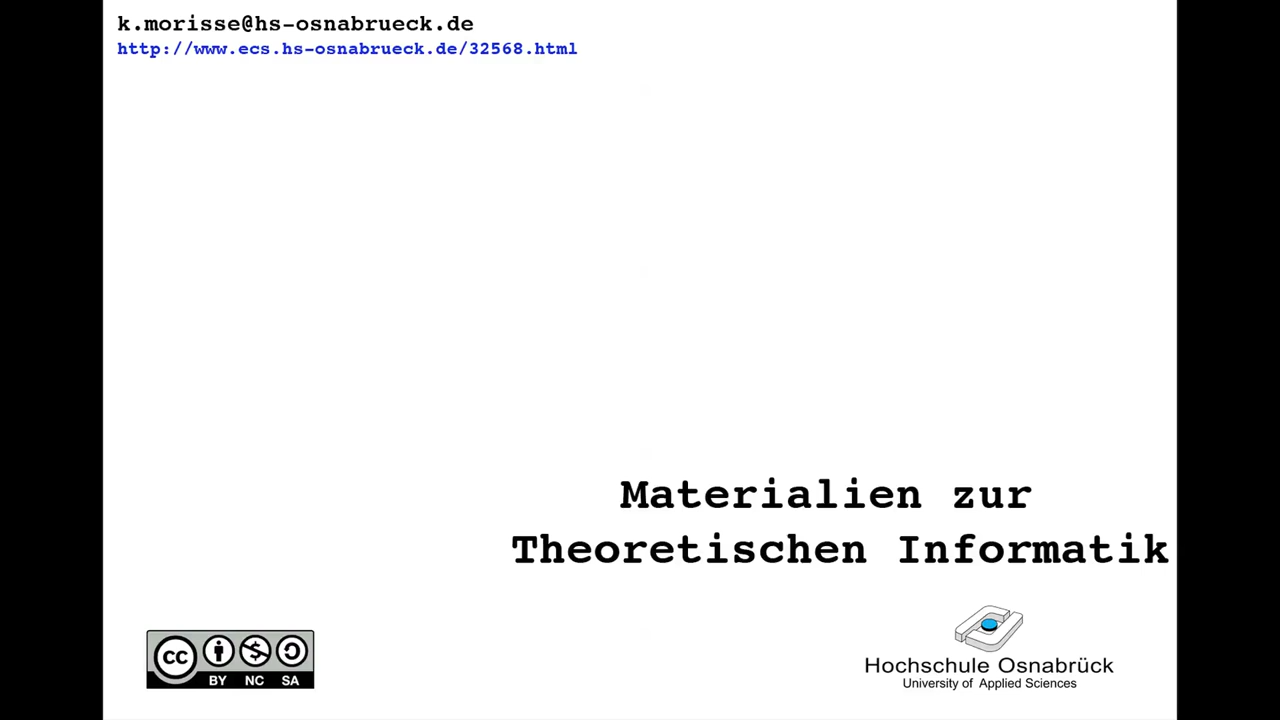 k.morisse@hs-osnabrueck.de
http://www.ecs.hs-osnabrueck.de/32568.html
Materialien zur
Theoretischen Informatik
CC
BY NC SA
Hochschule Osnabrück
University of Applied Sciences